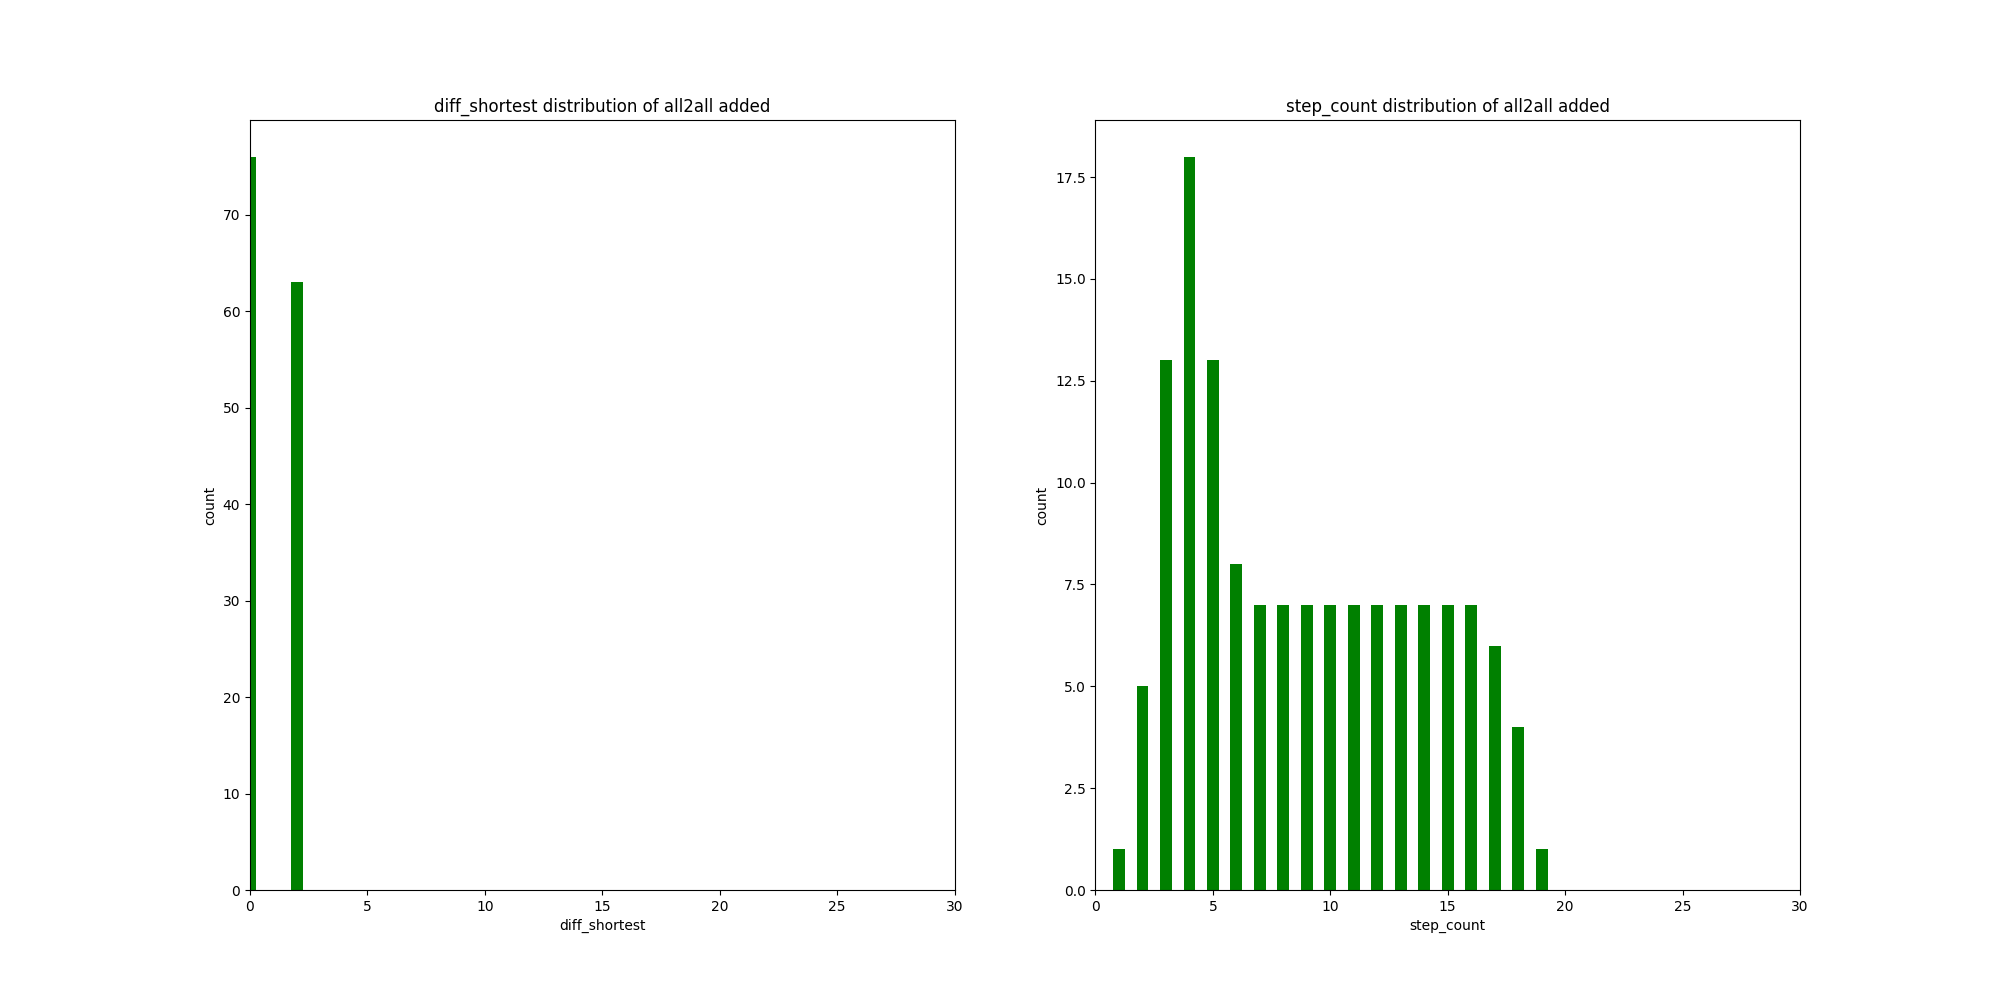 diff_shortest distribution of all2all added
70
60
50
40
30
20
10
0
count
0 5 10 15 20 25 30
diff_shortest
step_count distribution of all2all added
17.5
15.0
12.5
10.0
7.5
5.0
2.5
0.0
count
0 5 10 15 20 25 30
step_count